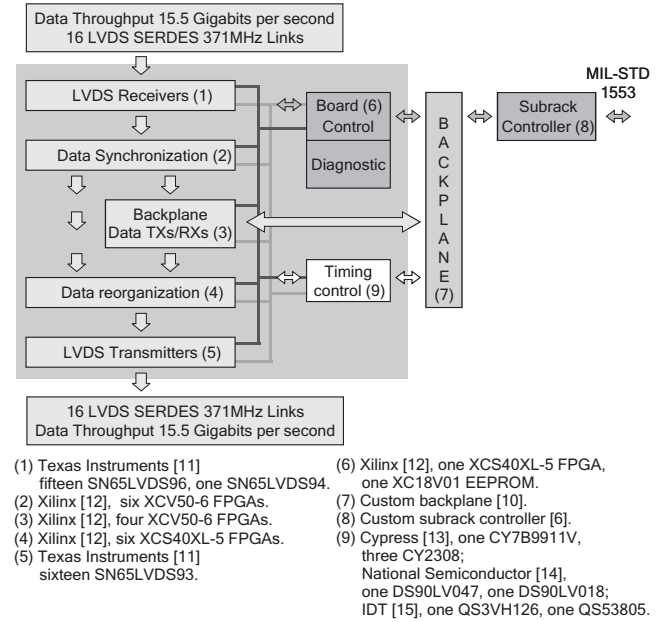 Data Throughput 15.5 Gigabits per second
16 LVDS SERDES 371MHz Links
MIL-STD
1553
LVDS Receivers (1)
Board (6)
Control
Diagnostic
Subrack
Controller (8)
Data Synchronization (2)
Backplane
Data TXs/RXs (3)
BACKPLANE
(7)
Data reorganization (4)
Timing
control (9)
LVDS Transmitters (5)
16 LVDS SERDES 371MHz Links
Data Throughput 15.5 Gigabits per second
(1) Texas Instruments [11]
fifteen SN65LVDS96, one SN65LVDS94.
(2) Xilinx [12], six XCV50-6 FPGAs.
(3) Xilinx [12], four XCV50-6 FPGAs.
(4) Xilinx [12], six XCS40XL-5 FPGAs.
(5) Texas Instruments [11]
sixteen SN65LVDS93.
(6) Xilinx [12], one XCS40XL-5 FPGA,
one XC18V01 EEPROM.
(7) Custom backplane [10].
(8) Custom subrack controller [6].
(9) Cypress [13], one CY7B9911V,
three CY2308;
National Semiconductor [14],
one DS90LV047, one DS90LV018;
IDT [15], one QS3VH126, one QS53805.